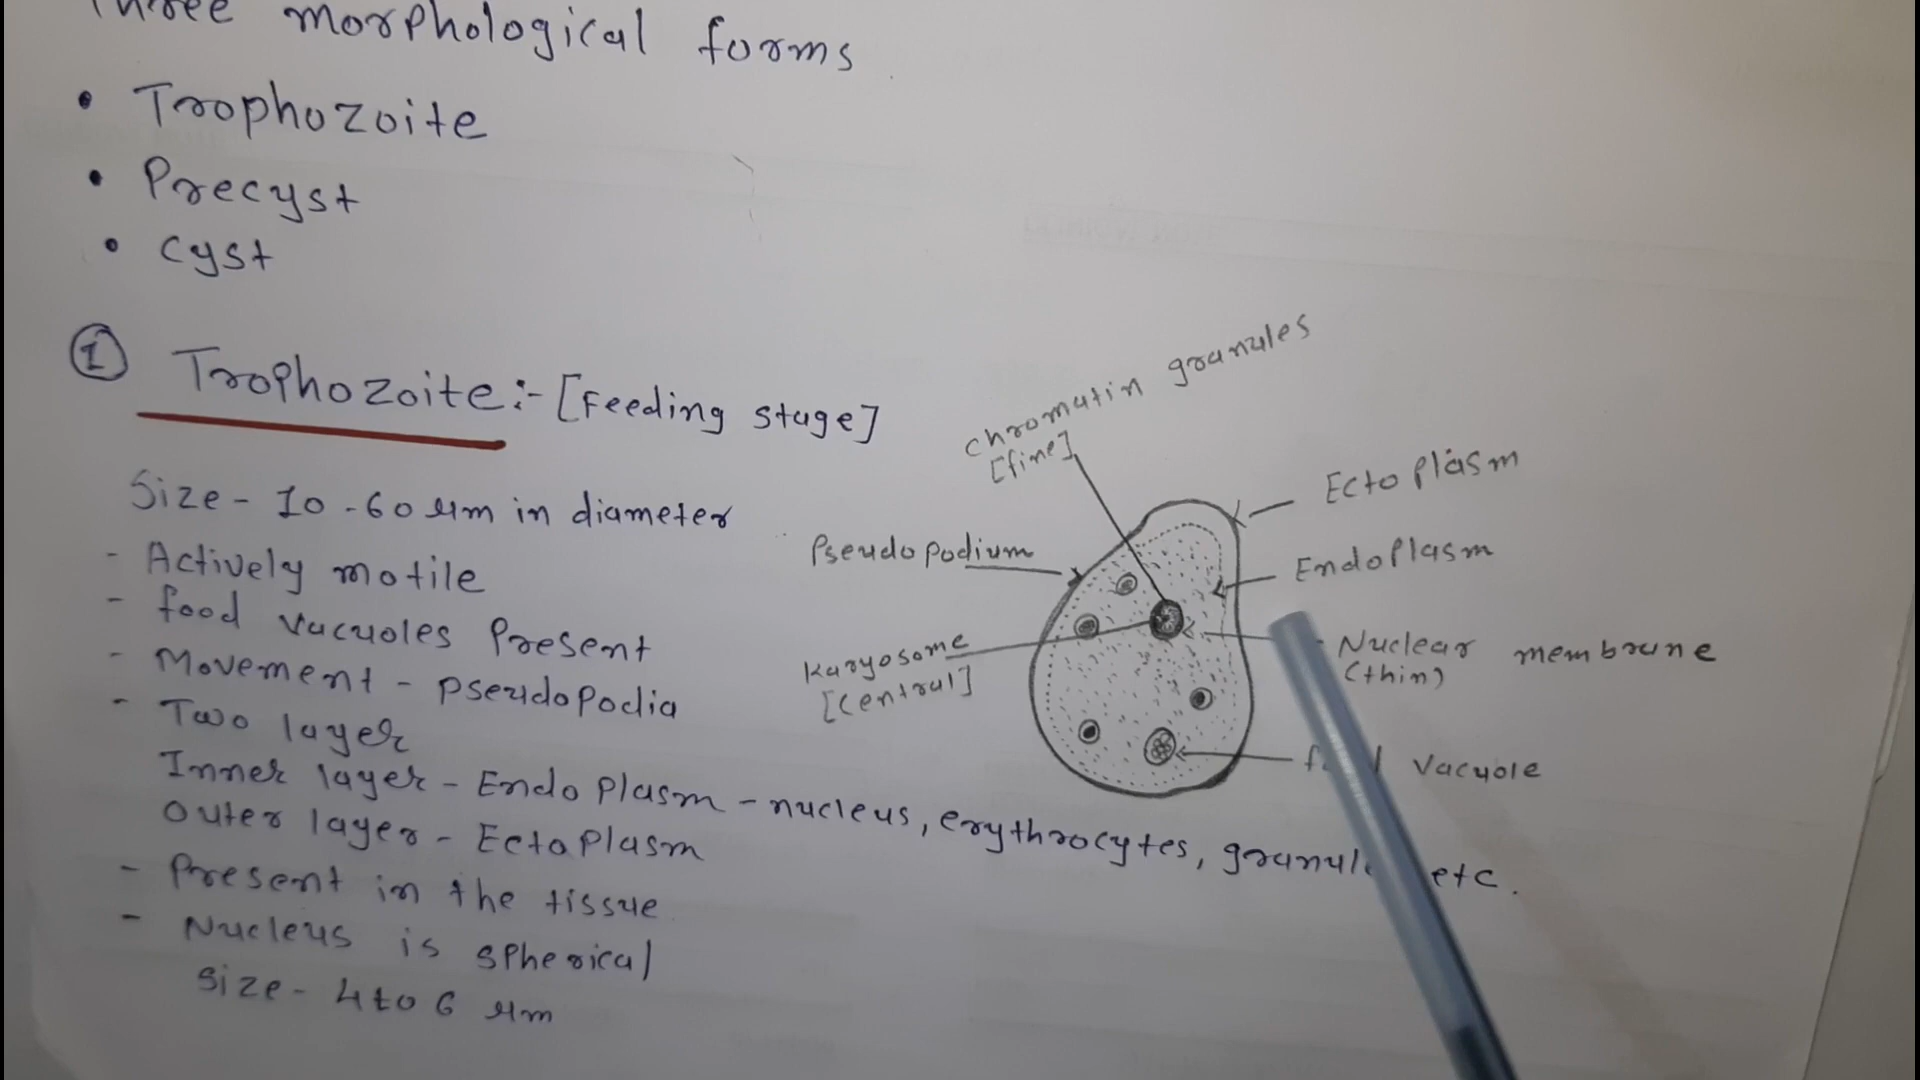 Three morphological forms
• Trophozoite
• Precyst
• Cyst
① Trophozoite:- [Feeding stage]
Size - 10 - 60 µm in diameter
- Actively motile
- food vacuoles Present
- Movement - pseudopodia
- Two layer
Inner layer - Endoplasm - nucleus, erythrocytes, granul etc.
Outer layer - Ectoplasm
- Present in the tissue
- Nucleus is spherical
Size - 4 to 6 µm
chromatin granules
[fine]
Ectoplasm
Pseudopodium
Endoplasm
Karyosome
[central]
Nuclear membrane
(thin)
vacuole